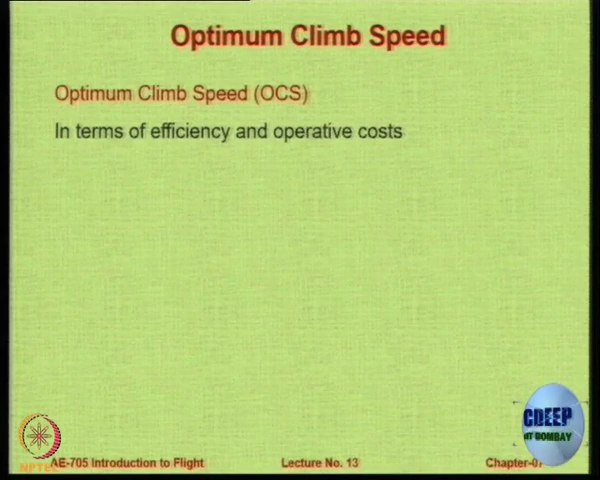 Optimum Climb Speed
Optimum Climb Speed (OCS)
In terms of efficiency and operative costs
CDEEP
IIT BOMBAY
NPTEL
AE-705 Introduction to Flight
Lecture No. 13
Chapter-07